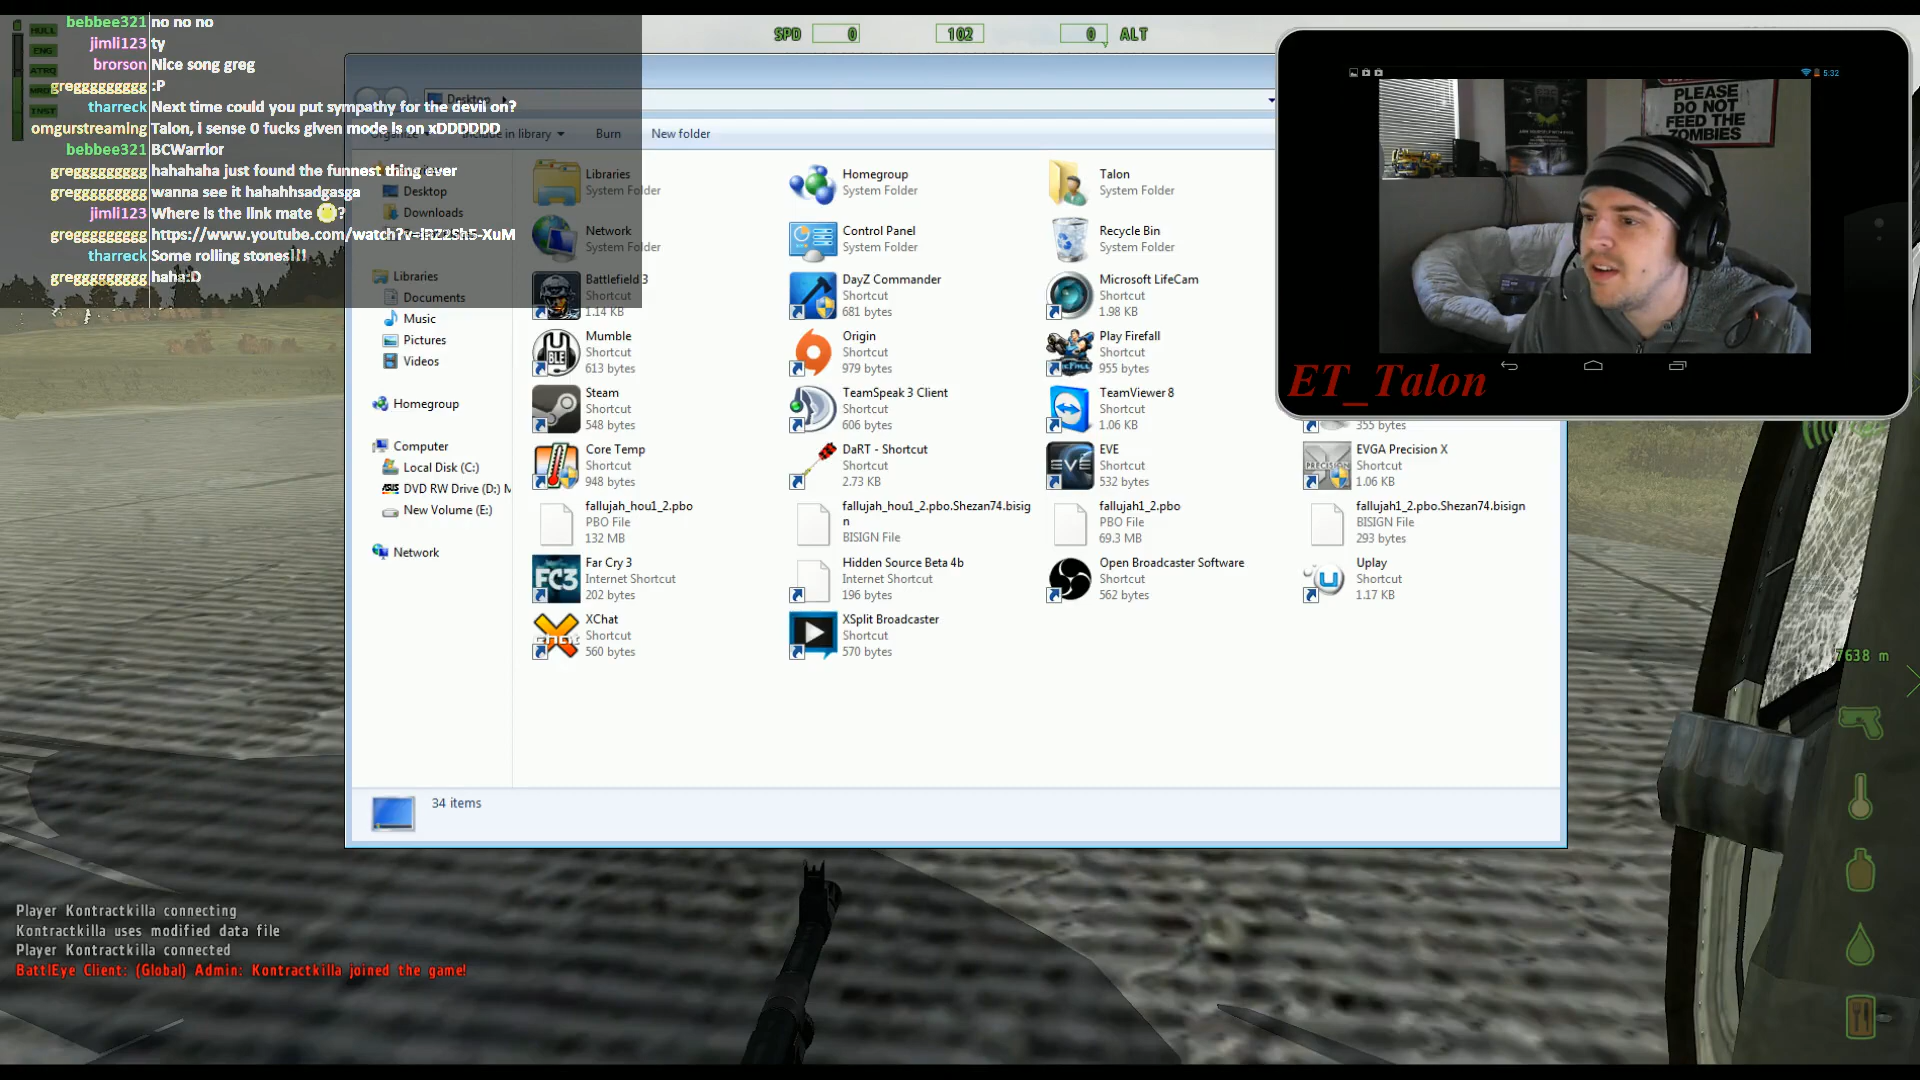 bebbee321 no no no
jimli123 ty
brorson Nice song greg
greggggggggg :P
tharreck Next time could you put sympathy for the devil on?
omgurstreaming Talon, i sense 0 fucks given mode is on xDDDDDD
bebbee321 BCWarrior
greggggggggg hahahaha just found the funnest thing ever
greggggggggg wanna see it hahahhsadgasga
jimli123 Where is the link mate ?
greggggggggg
tharreck Some rolling stones!!!
greggggggggg haha:D
HULL
ENG
ATRQ
INST
SPD 0 102 0 ALT
Desktop
Organize Include in library Burn New folder
Desktop
Downloads
Libraries
Documents
Music
Pictures
Videos
Homegroup
Computer
Local Disk (C:)
DVD RW Drive (D:) M
New Volume (E:)
Network
Libraries
System Folder
Homegroup
System Folder
Talon
System Folder
Network
System Folder
Control Panel
System Folder
Recycle Bin
System Folder
Battlefield 3
Shortcut
1.14 KB
DayZ Commander
Shortcut
681 bytes
Microsoft LifeCam
Shortcut
1.98 KB
Mumble
Shortcut
613 bytes
Origin
Shortcut
979 bytes
Play Firefall
Shortcut
955 bytes
Steam
Shortcut
548 bytes
TeamSpeak 3 Client
Shortcut
606 bytes
TeamViewer 8
Shortcut
1.06 KB
355 bytes
Core Temp
Shortcut
948 bytes
DaRT - Shortcut
Shortcut
2.73 KB
EVE
Shortcut
532 bytes
EVGA Precision X
Shortcut
1.06 KB
fallujah_hou1_2.pbo
PBO File
132 MB
fallujah_hou1_2.pbo.Shezan74.bisig
n
BISIGN File
fallujah1_2.pbo
PBO File
69.3 MB
fallujah1_2.pbo.Shezan74.bisign
BISIGN File
293 bytes
Far Cry 3
Internet Shortcut
202 bytes
Hidden Source Beta 4b
Internet Shortcut
196 bytes
Open Broadcaster Software
Shortcut
562 bytes
Uplay
Shortcut
1.17 KB
XChat
Shortcut
560 bytes
XSplit Broadcaster
Shortcut
570 bytes
34 items
5:32
PLEASE
DO NOT
FEED THE
ZOMBIES
ET_Talon
7638 m
Player Kontractkilla connecting
Kontractkilla uses modified data file
Player Kontractkilla connected
BattlEye Client: (Global) Admin: Kontractkilla joined the game!